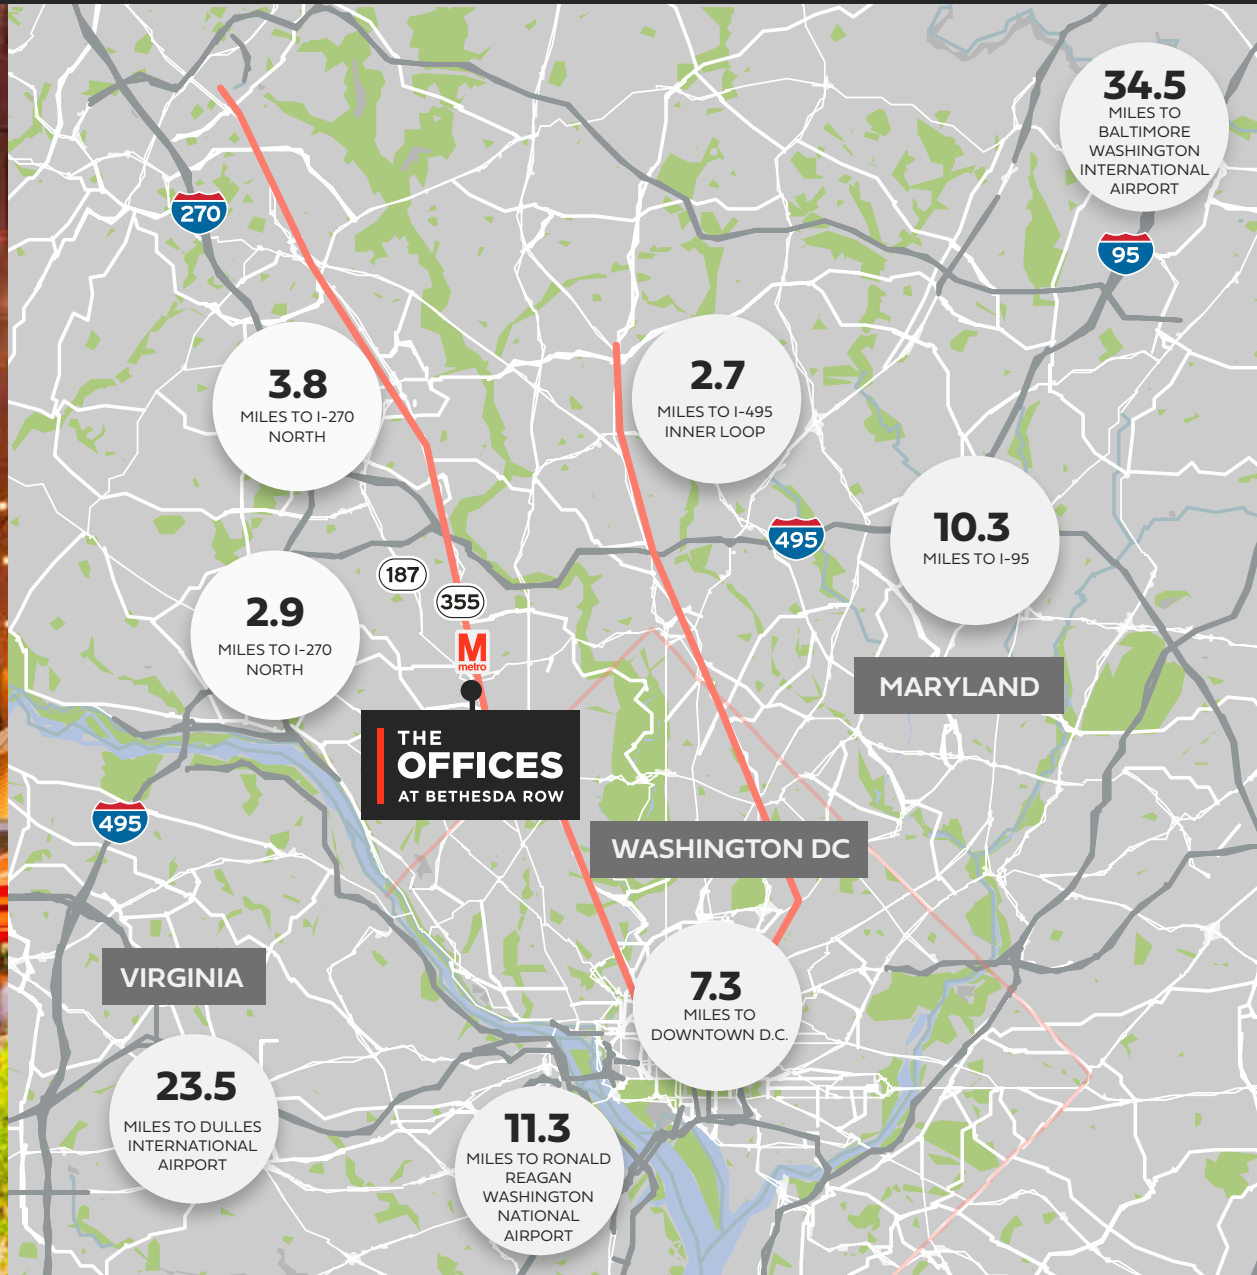 34.5
MILES TO
BALTIMORE
WASHINGTON
INTERNATIONAL
AIRPORT
270
95
3.8
MILES TO I-270
NORTH
2.7
MILES TO I-495
INNER LOOP
495
10.3
MILES TO I-95
187
355
2.9
MILES TO I-270
NORTH
M
metro
MARYLAND
THE
OFFICES
AT BETHESDA ROW
495
WASHINGTON DC
VIRGINIA
7.3
MILES TO
DOWNTOWN D.C.
23.5
MILES TO DULLES
INTERNATIONAL
AIRPORT
11.3
MILES TO RONALD
REAGAN
WASHINGTON
NATIONAL
AIRPORT